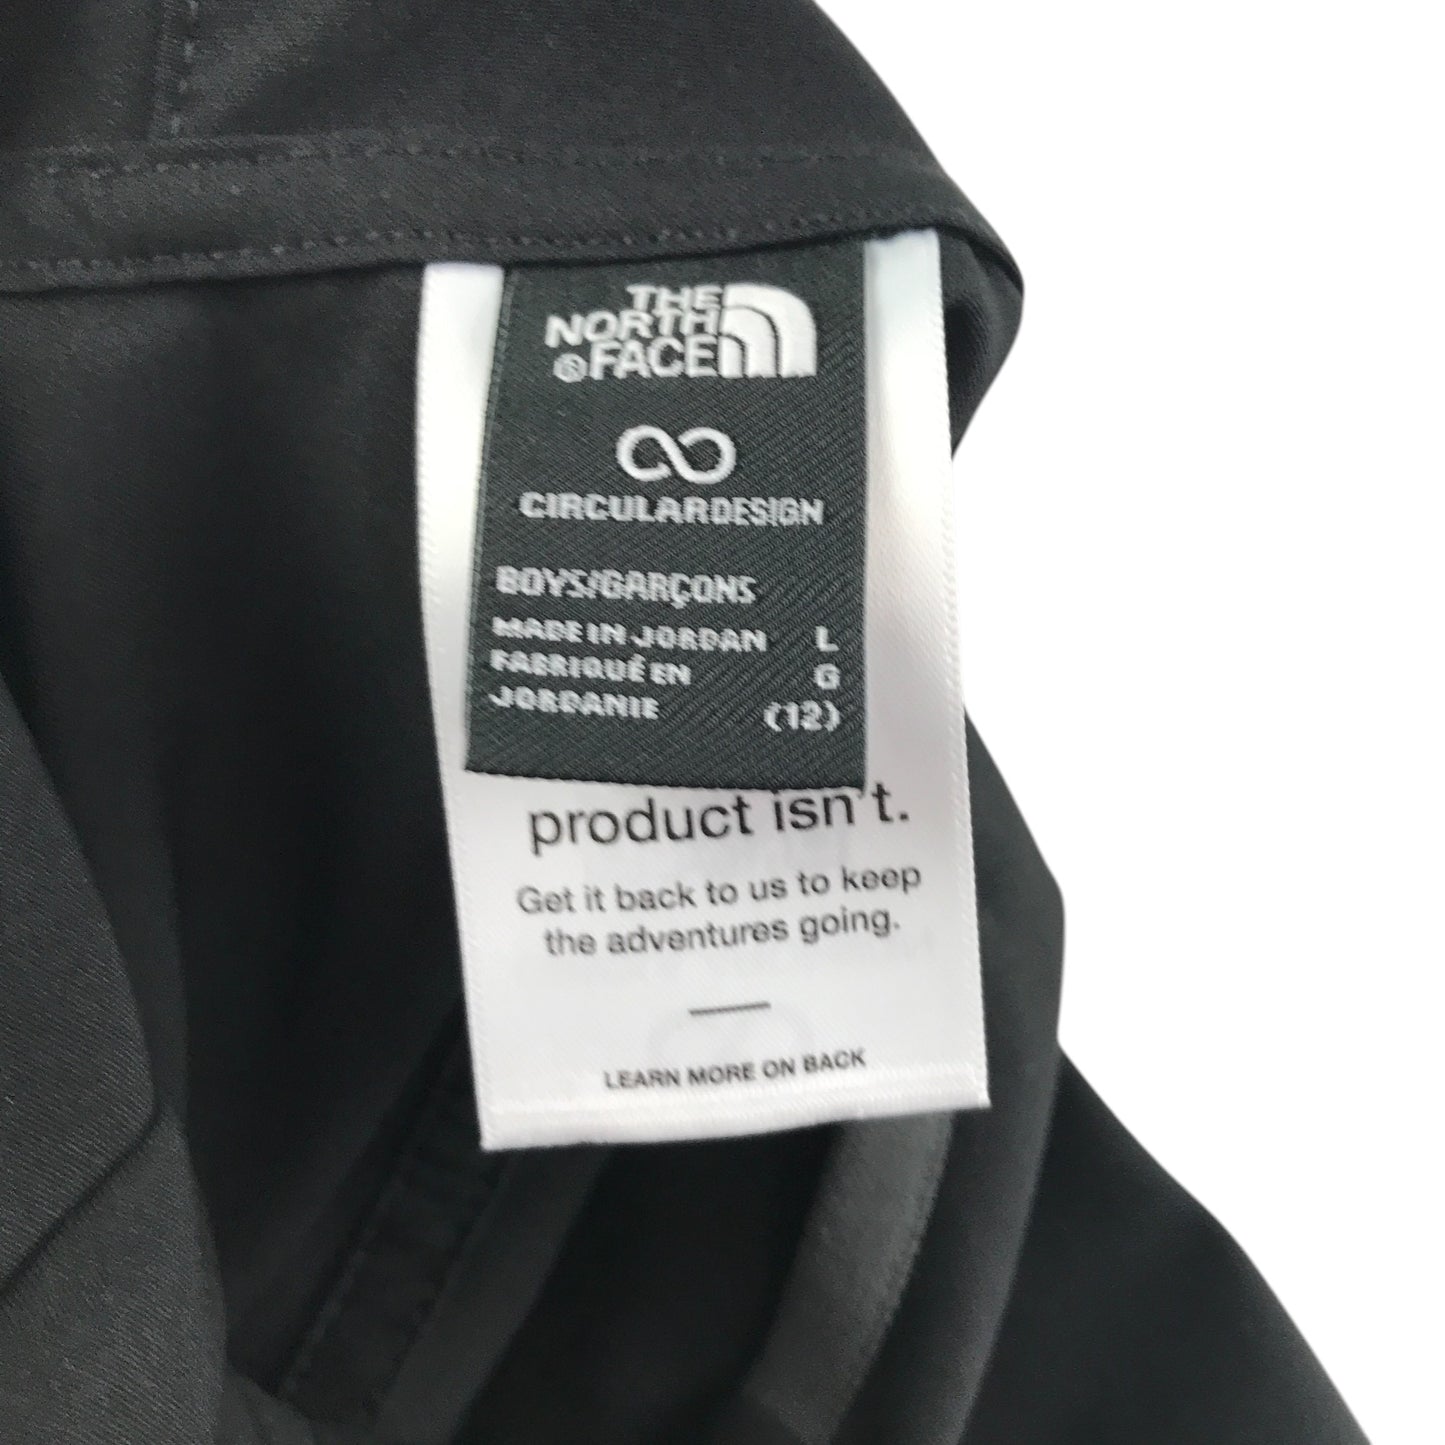 THE
NORTH
® FACE
CIRCULARDESIGN
BOYS/GARÇONS
MADE IN JORDAN L
FABRIQUÉ EN G
JORDANIE (12)
product isn't.
Get it back to us to keep
the adventures going.
LEARN MORE ON BACK